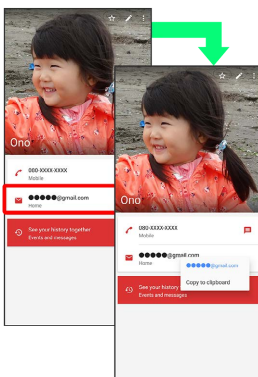 Ono
080-XXXX-XXXX
Mobile
●●●●●@gmail.com
Home
See your history together
Events and messages
Ono
080-XXXX-XXXX
Mobile
●●●●●@gmail.com
Home
●●●●●@gmail.com
Copy to clipboard
See your history
Events and messages